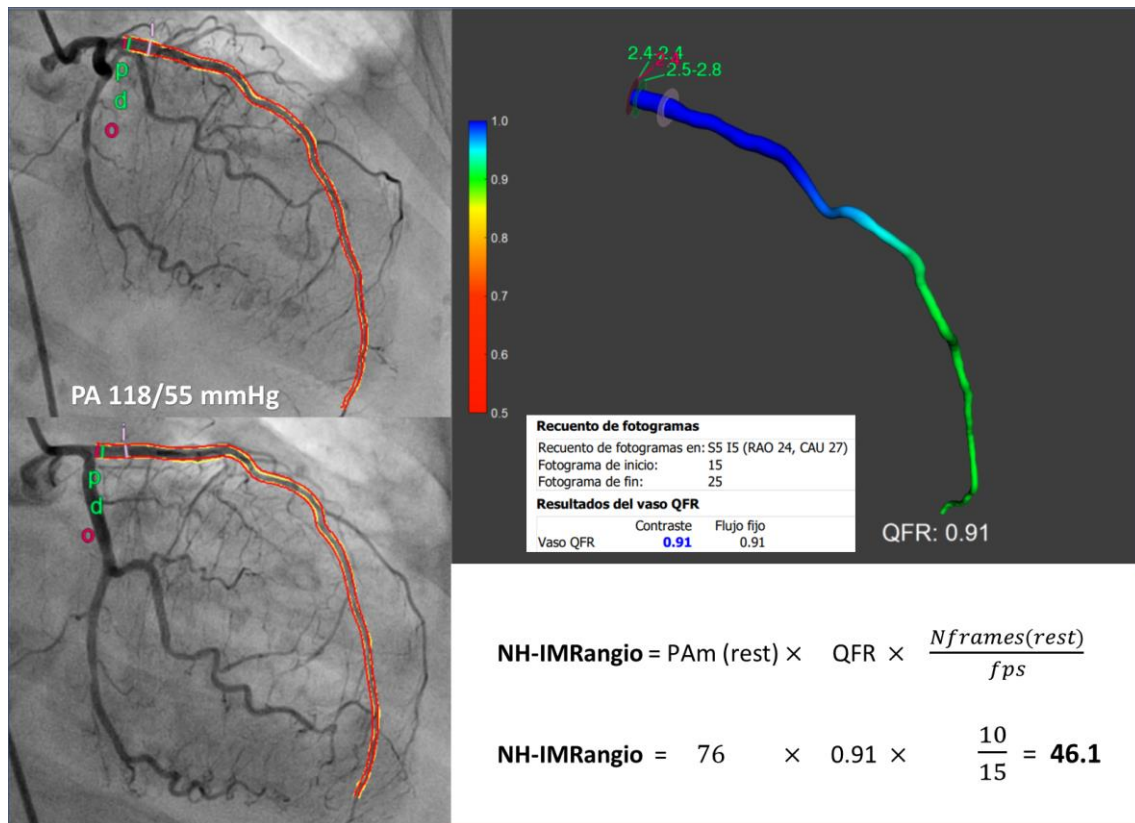 i
p
d
o
PA 118/55 mmHg
i
p
d
o
2.4-2.4
2.4
2.5-2.8
1.0
0.9
0.8
0.7
0.6
0.5
Recuento de fotogramas
Recuento de fotogramas en: S5 I5 (RAO 24, CAU 27)
Fotograma de inicio: 15
Fotograma de fin: 25
Resultados del vaso QFR
Contraste Flujo fijo
Vaso QFR 0.91 0.91
QFR: 0.91
NH-IMRangio = PAm (rest) × QFR × Nframes(rest)/fps
NH-IMRangio = 76 × 0.91 × 10/15 = 46.1